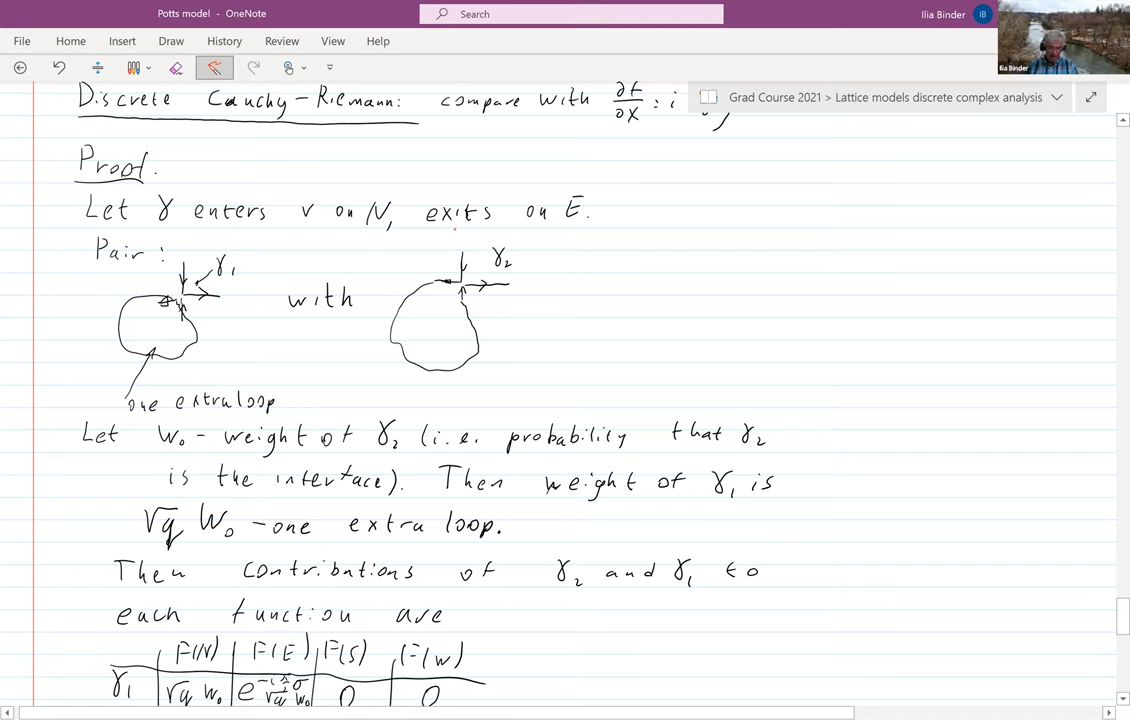 Potts model - OneNote
Search
Ilia Binder
IB
File Home Insert Draw History Review View Help
Ilia Binder
Discrete Cauchy-Riemann: compare with ∂f/∂x = i
Grad Course 2021 > Lattice models discrete complex analysis
Proof.
Let γ enters v on N, exits on E.
Pair:
γ₁
with
γ₂
one extra loop
Let w₀ - weight of γ₂ (i.e. probability that γ₂
is the interface). Then weight of γ₁ is
√q W₀ - one extra loop.
Then contributions of γ₂ and γ₁ to
each function are
F(N) F(E) F(S) F(W)
γ₁ √q w₀ 0 0